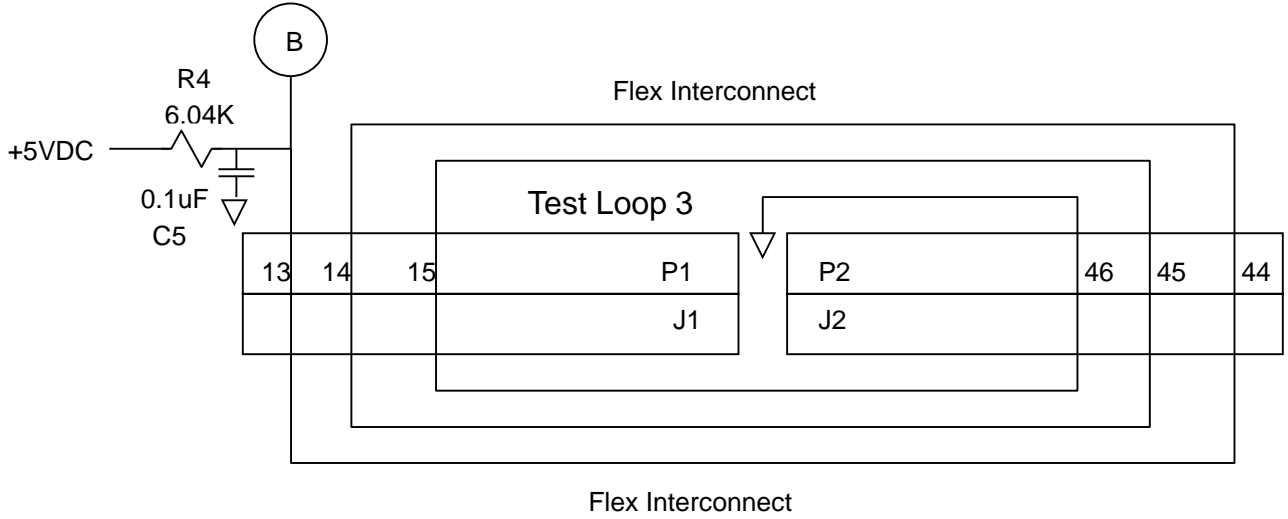 B
R4
6.04K
Flex Interconnect
+5VDC
0.1uF
C5
Test Loop 3
13 14 15 P1 P2 46 45 44
J1 J2
Flex Interconnect